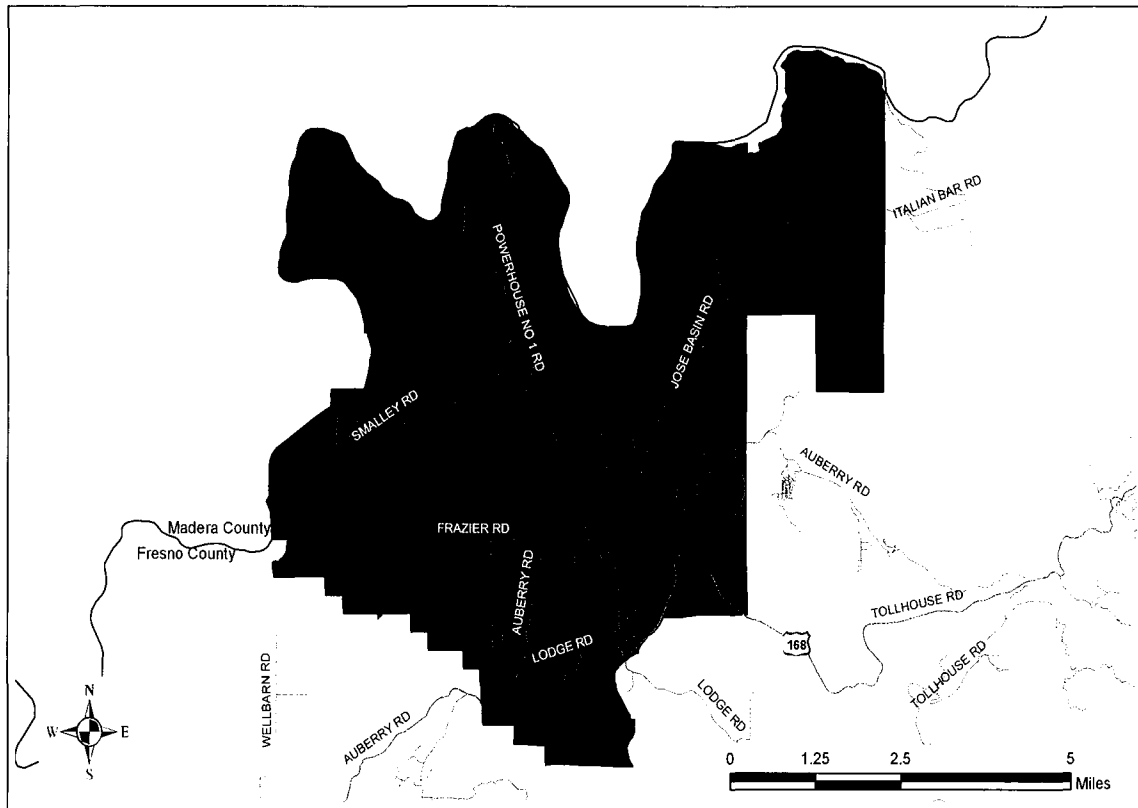 ITALIAN BAR RD
POWERHOUSE NO 1 RD
JOSE BASIN RD
SMALLEY RD
AUBERRY RD
Madera County
Fresno County
FRAZIER RD
AUBERRY RD
TOLLHOUSE RD
LODGE RD
168
TOLLHOUSE RD
WELLBARN RD
LODGE RD
AUBERRY RD
N
W E
S
0 1.25 2.5 5
Miles